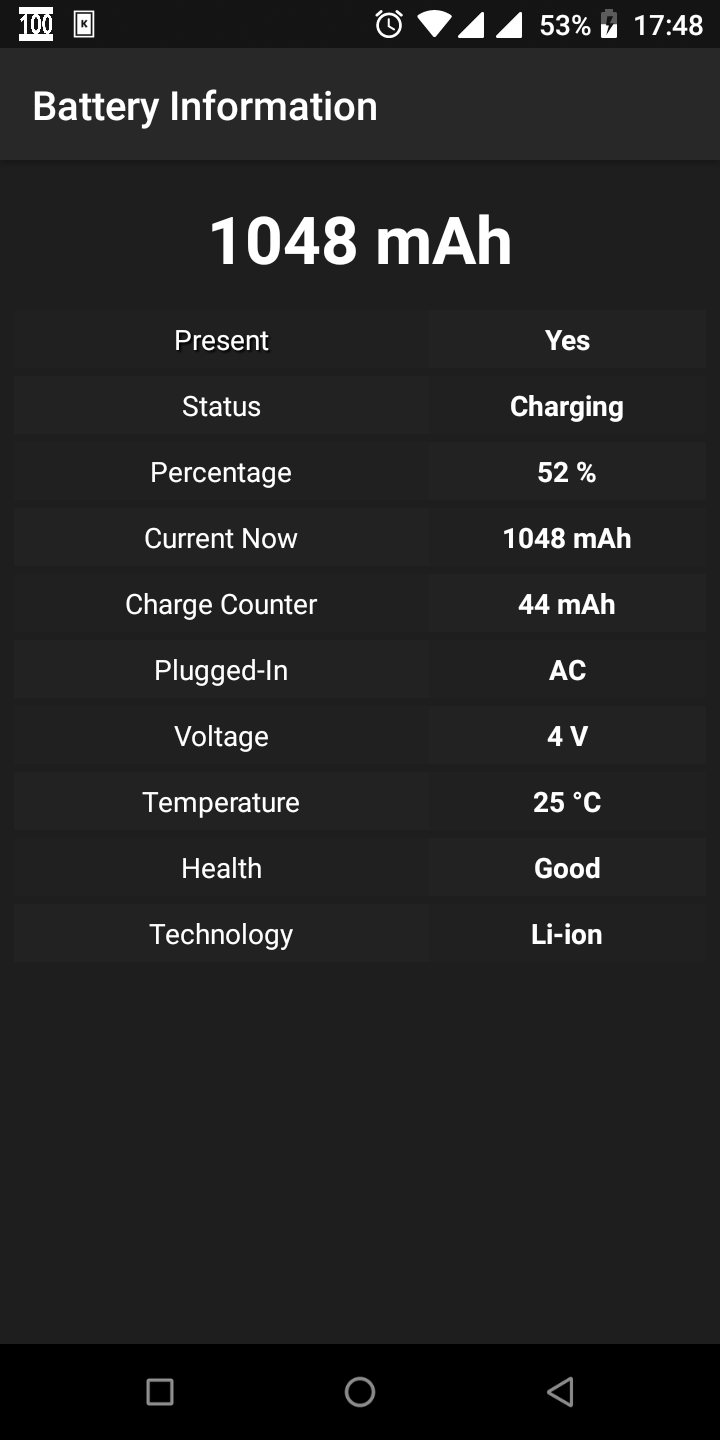 100 K 53% 17:48
Battery Information
1048 mAh
Present Yes
Status Charging
Percentage 52 %
Current Now 1048 mAh
Charge Counter 44 mAh
Plugged-In AC
Voltage 4 V
Temperature 25 °C
Health Good
Technology Li-ion